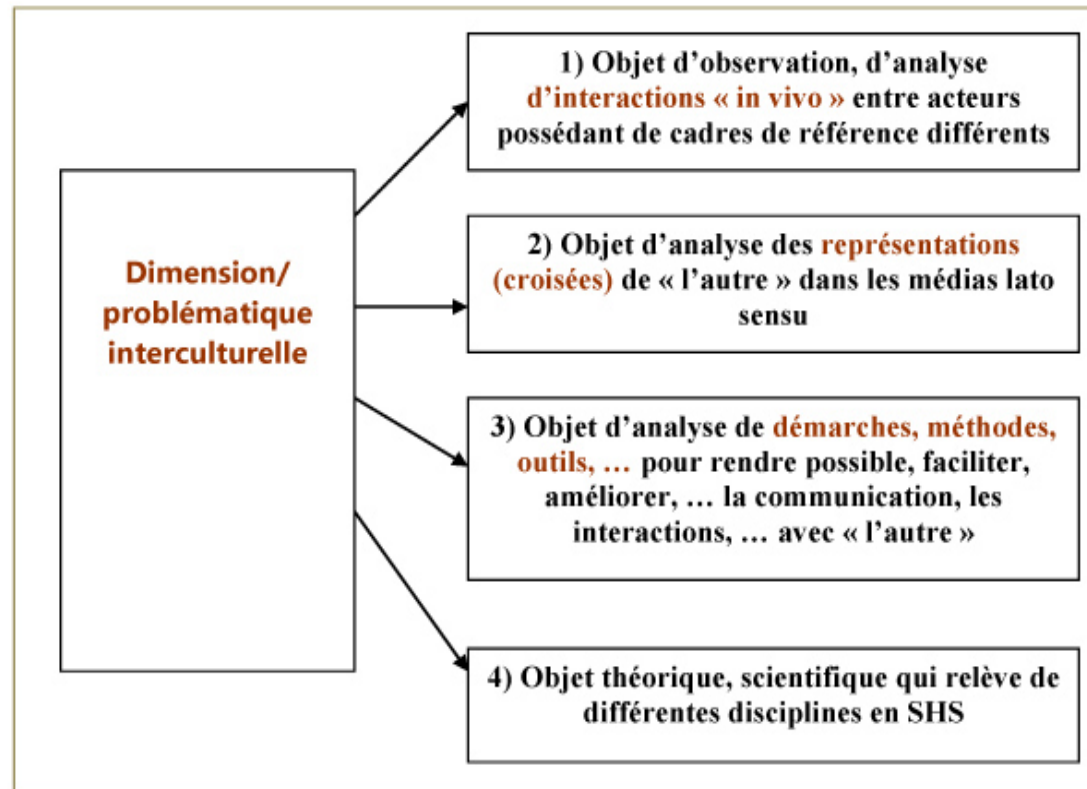 Dimension/
problématique
interculturelle
1) Objet d’observation, d’analyse
d’interactions « in vivo » entre acteurs
possédant de cadres de référence différents
2) Objet d’analyse des représentations
(croisées) de « l’autre » dans les médias lato
sensu
3) Objet d’analyse de démarches, méthodes,
outils, … pour rendre possible, faciliter,
améliorer, … la communication, les
interactions, … avec « l’autre »
4) Objet théorique, scientifique qui relève de
différentes disciplines en SHS